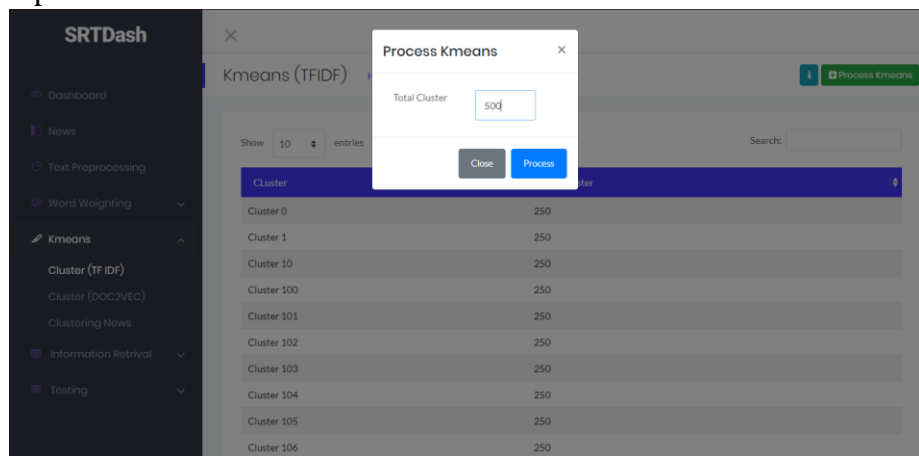 SRTDash
Dashboard
News
Text Preprocessing
Word Weighting
Kmeans
Cluster (TF IDF)
Cluster (DOC2VEC)
Clustering News
Information Retrival
Testing
×
Kmeans (TFIDF)
i
Process Kmeans
Process Kmeans
×
Total Cluster
500
Close
Process
Show 10 entries
Search:
CLuster
Cluster 0 250
Cluster 1 250
Cluster 10 250
Cluster 100 250
Cluster 101 250
Cluster 102 250
Cluster 103 250
Cluster 104 250
Cluster 105 250
Cluster 106 250